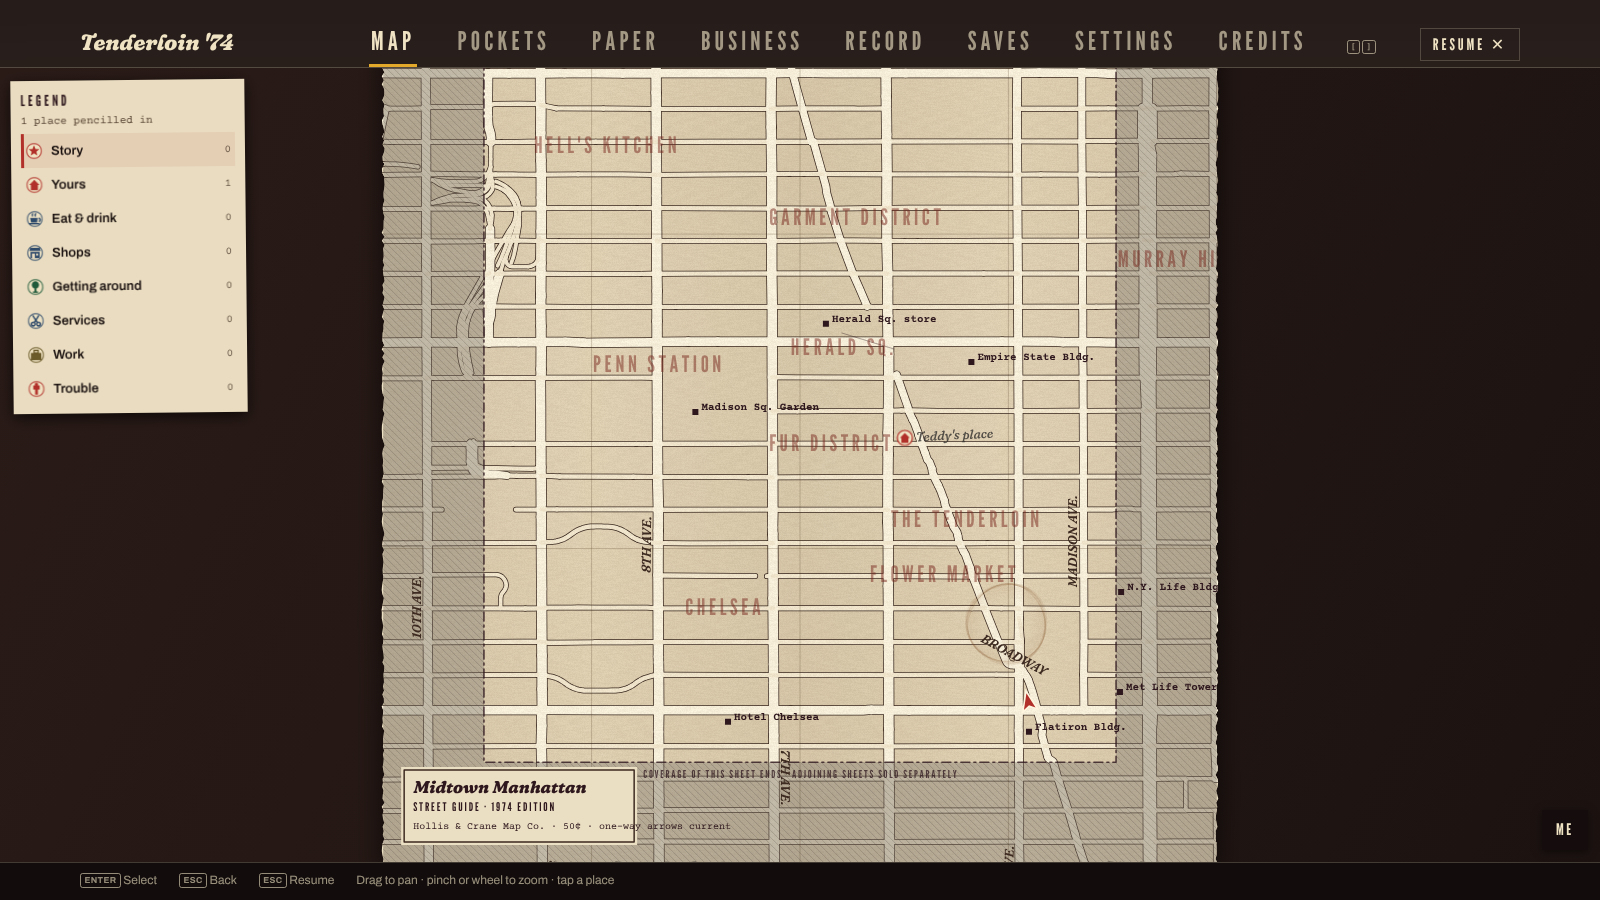 Tenderloin '74
MAP
POCKETS
PAPER
BUSINESS
RECORD
SAVES
SETTINGS
CREDITS
[ ]
RESUME ✕
LEGEND
1 place pencilled in
Story 0
Yours 1
Eat & drink 0
Shops 0
Getting around 0
Services 0
Work 0
Trouble 0
HELL'S KITCHEN
GARMENT DISTRICT
MURRAY HI
Herald Sq. store
HERALD SQ.
Empire State Bldg.
PENN STATION
Madison Sq. Garden
FUR DISTRICT
Teddy's place
THE TENDERLOIN
8TH AVE.
MADISON AVE.
FLOWER MARKET
N.Y. Life Bldg
10TH AVE.
CHELSEA
BROADWAY
Met Life Tower
Hotel Chelsea
Flatiron Bldg.
7TH AVE.
COVERAGE OF THIS SHEET ENDS · ADJOINING SHEETS SOLD SEPARATELY
Midtown Manhattan
STREET GUIDE · 1974 EDITION
Hollis & Crane Map Co. · 50¢ · one-way arrows current
VE.
ME
ENTER Select
ESC Back
ESC Resume
Drag to pan · pinch or wheel to zoom · tap a place